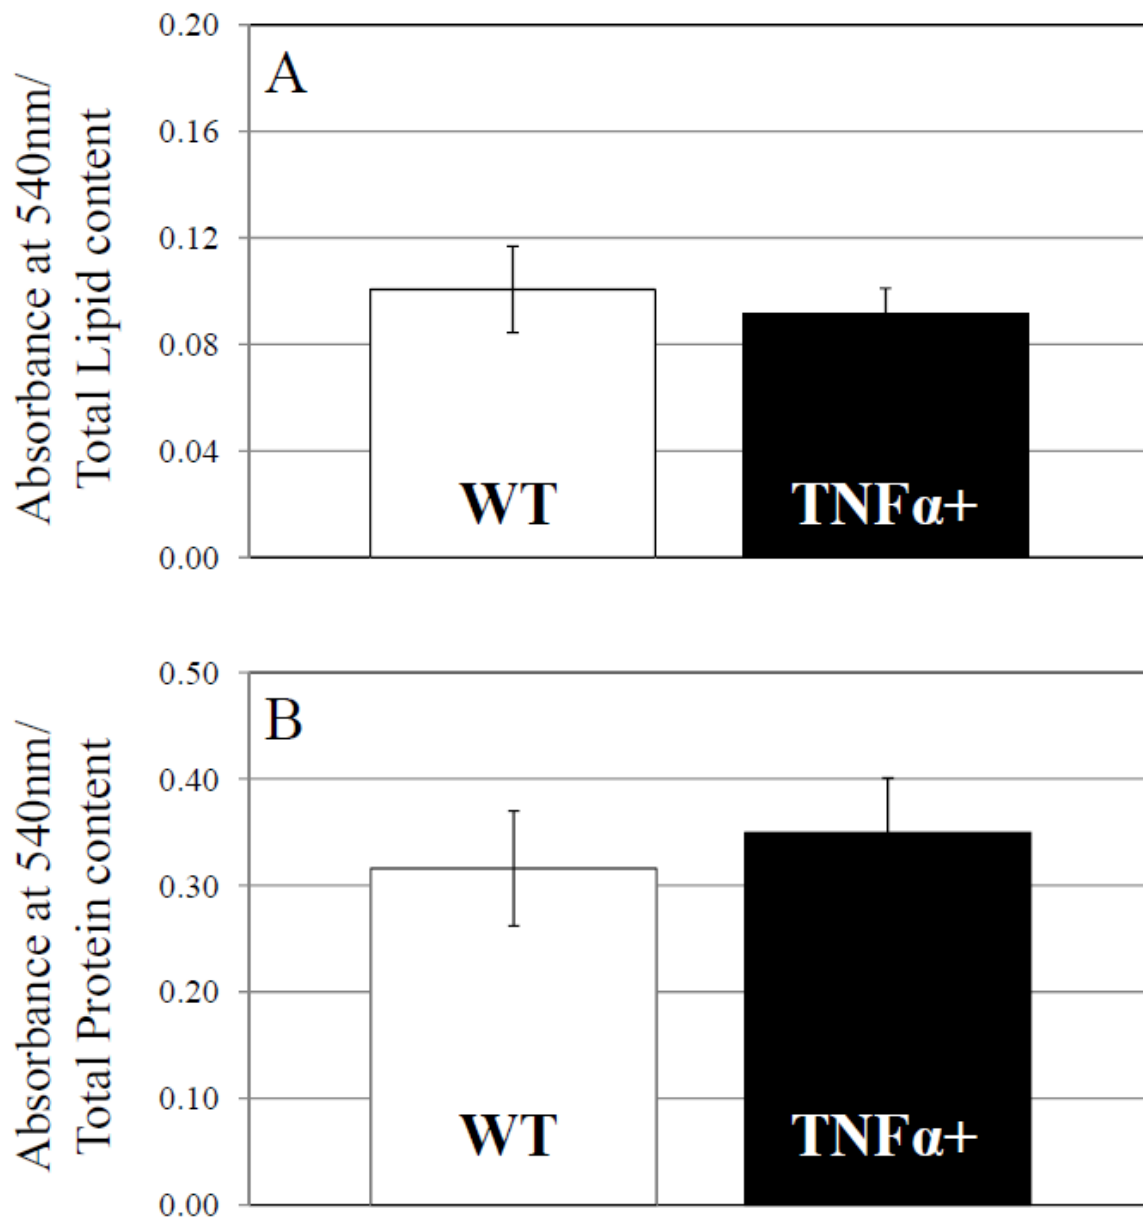 Absorbance at 540nm/
Total Lipid content
0.20
A
0.16
0.12
0.08
0.04
0.00
WT
TNFα+
Absorbance at 540nm/
Total Protein content
0.50
B
0.40
0.30
0.20
0.10
0.00
WT
TNFα+